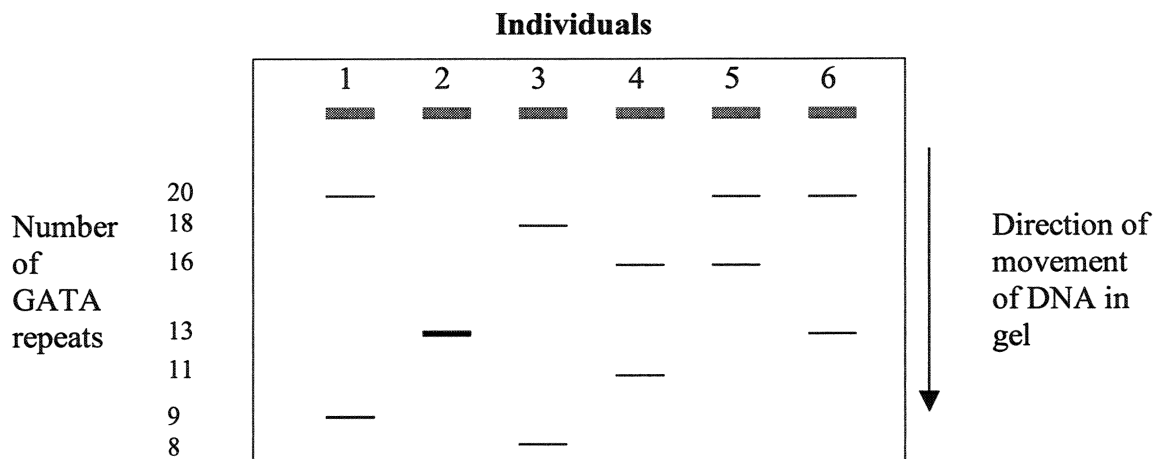 Individuals
1 2 3 4 5 6
Number
of
GATA
repeats
20
18
16
13
11
9
8
Direction of
movement
of DNA in
gel